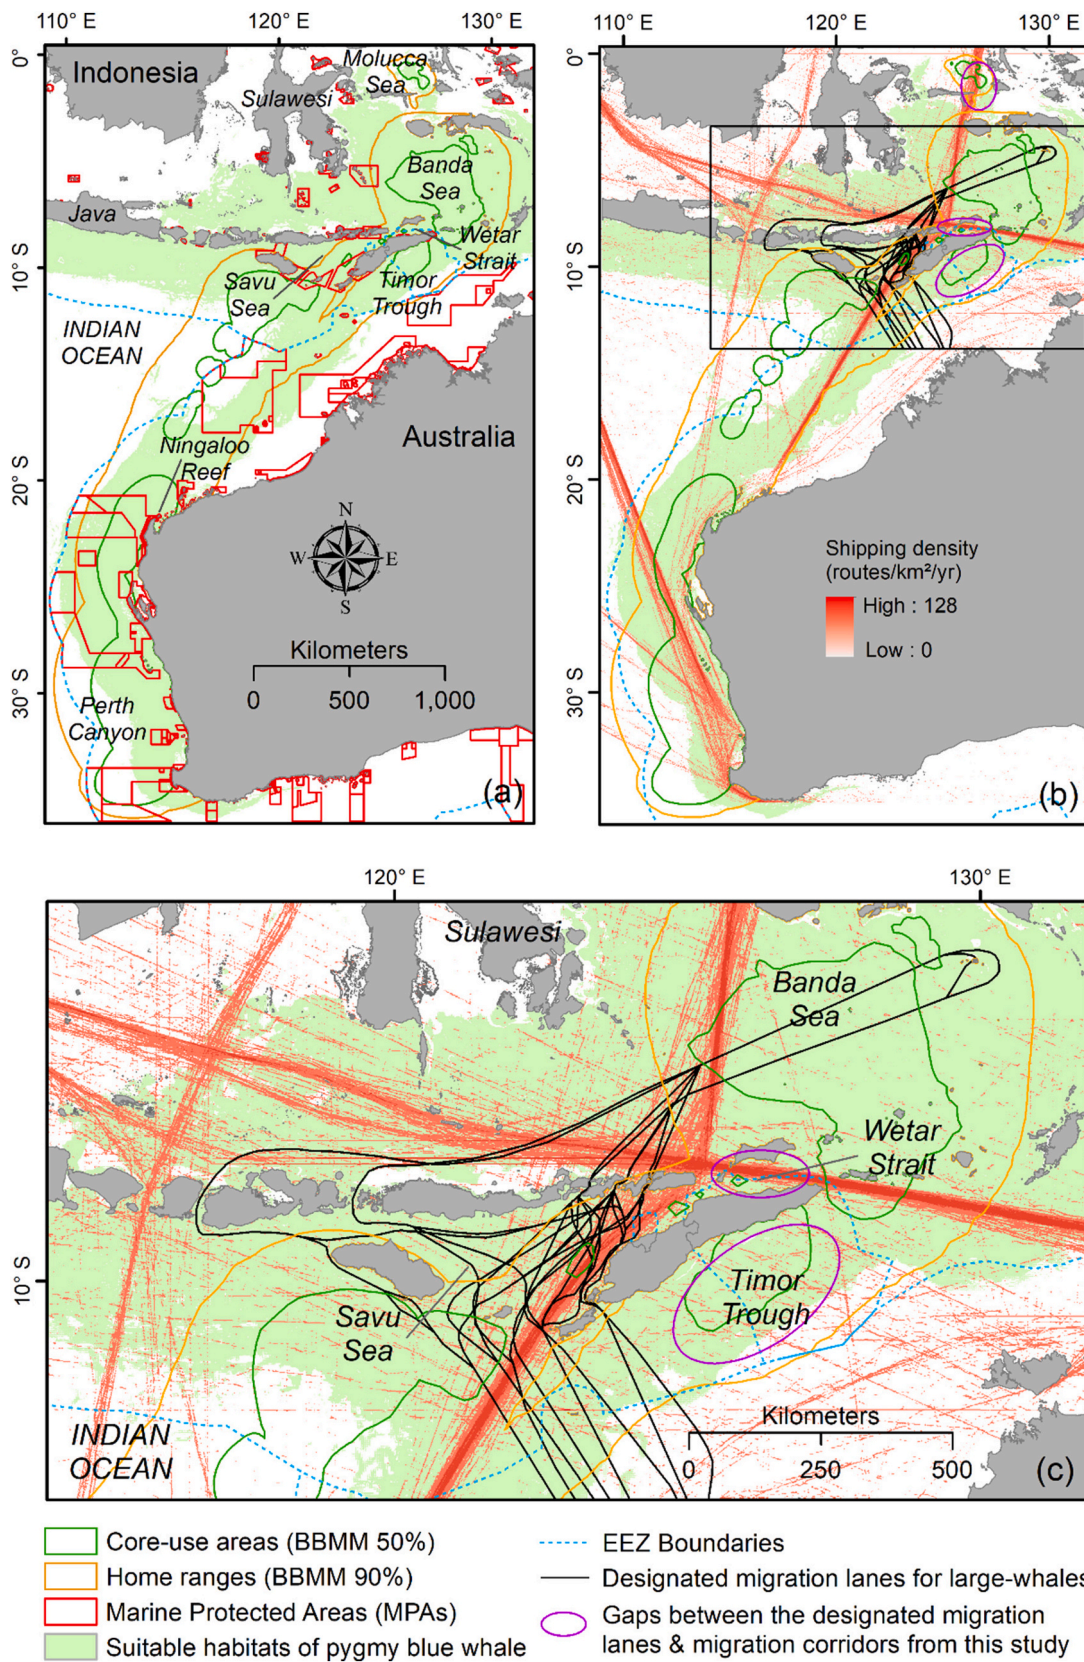 110° E
120° E
130° E
0°
10°S
20°S
30°S
Indonesia
Molucca
Sea
Sulawesi
Banda
Sea
Java
Wetar
Strait
Savu
Sea
Timor
Trough
INDIAN
OCEAN
Ningaloo
Reef
Australia
N
W
E
S
Kilometers
0
500
1,000
Perth
Canyon
(a)
110° E
120° E
130° E
0°
10°S
20°S
30°S
Shipping density
(routes/km²/yr)
High : 128
Low : 0
(b)
120° E
130° E
10°S
Sulawesi
Banda
Sea
Wetar
Strait
Savu
Sea
Timor
Trough
INDIAN
OCEAN
Kilometers
0
250
500
(c)
Core-use areas (BBMM 50%)
Home ranges (BBMM 90%)
Marine Protected Areas (MPAs)
Suitable habitats of pygmy blue whale
EEZ Boundaries
Designated migration lanes for large-whales
Gaps between the designated migration
lanes & migration corridors from this study